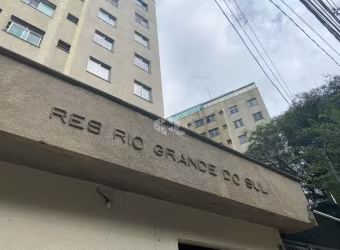 RES RIO GRANDE DO SUL